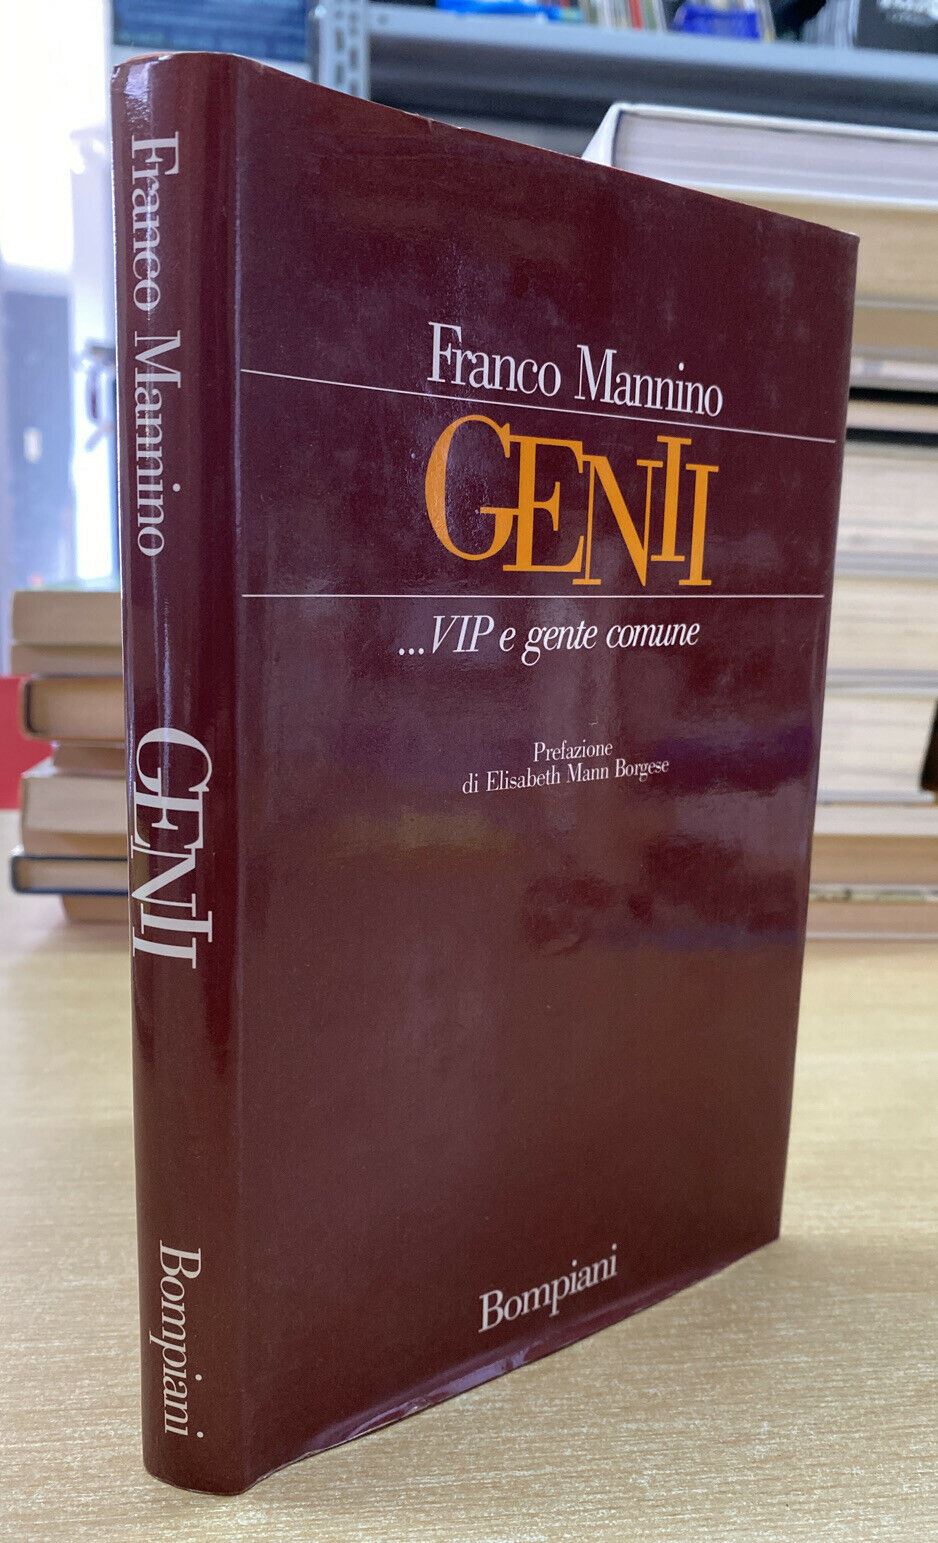 Franco Mannino
GENII
Bompiani
Franco Mannino
GENII
...VIP e gente comune
Prefazione
di Elisabeth Mann Borgese
Bompiani